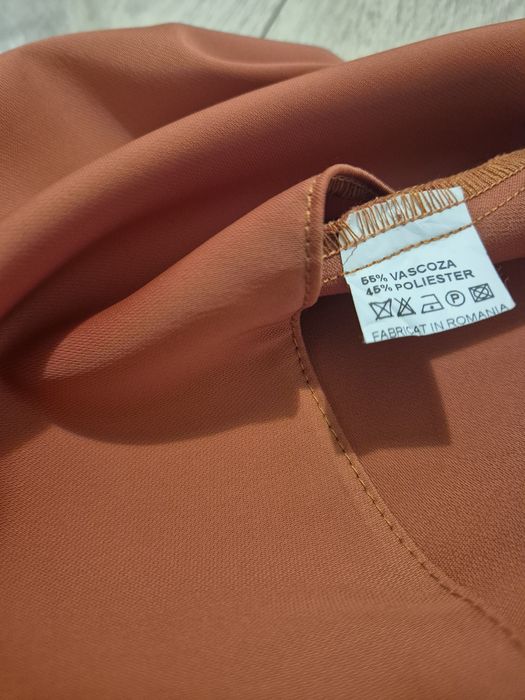 55% VASCOZA
45% POLIESTER
P
FABRICAT IN ROMANIA